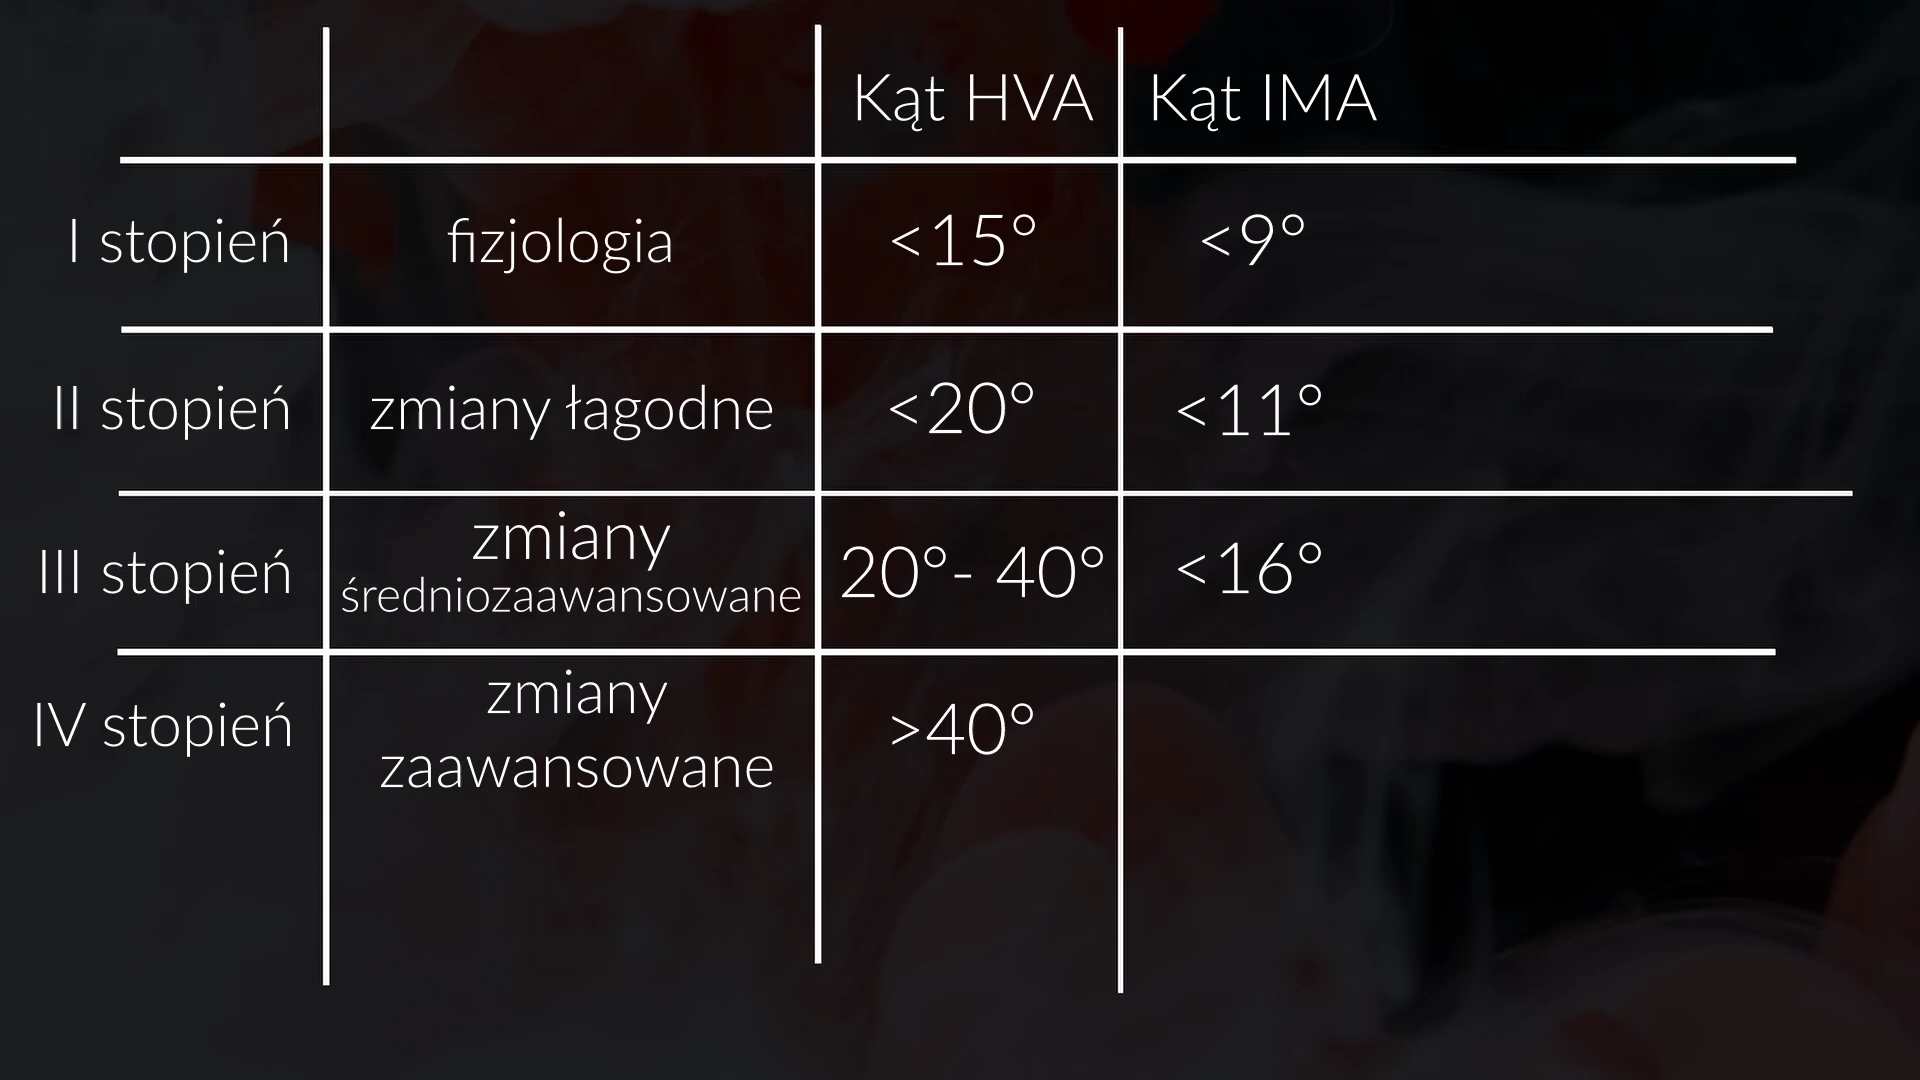 Kąt HVA Kąt IMA
I stopień fizjologia <15° <9°
II stopień zmiany łagodne <20° <11°
III stopień zmiany średniozaawansowane 20°- 40° <16°
IV stopień zmiany zaawansowane >40°